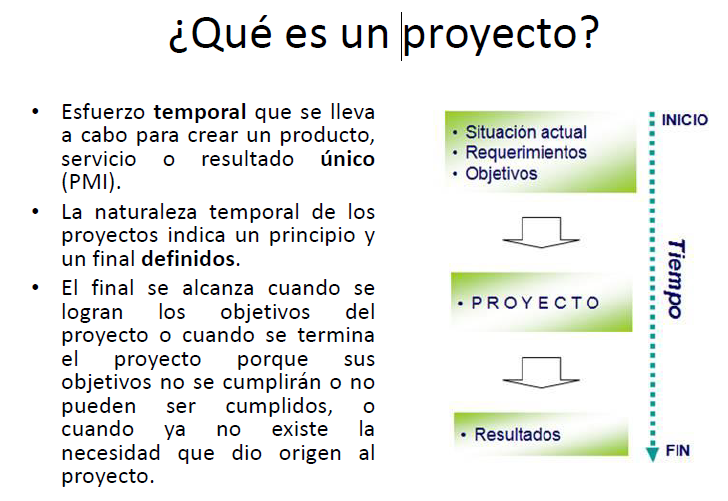 ¿Qué es un proyecto?
• Esfuerzo temporal que se lleva
a cabo para crear un producto,
servicio o resultado único
(PMI).
• La naturaleza temporal de los
proyectos indica un principio y
un final definidos.
• El final se alcanza cuando se
logran los objetivos del
proyecto o cuando se termina
el proyecto porque sus
objetivos no se cumplirán o no
pueden ser cumplidos, o
cuando ya no existe la
necesidad que dio origen al
proyecto.
INICIO
• Situación actual
• Requerimientos
• Objetivos
Tiempo
• PROYECTO
• Resultados
FIN